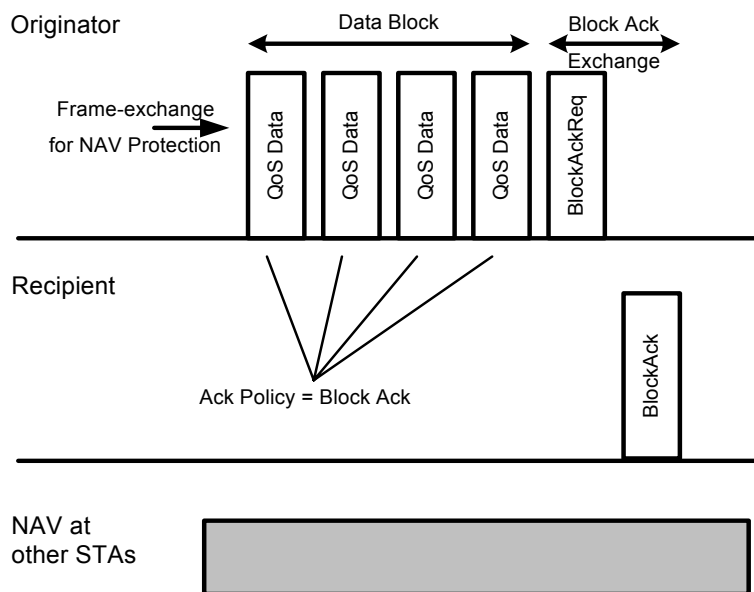 Originator
Data Block
Block Ack
Exchange
Frame-exchange
for NAV Protection
QoS Data
QoS Data
QoS Data
QoS Data
BlockAckReq
Recipient
Ack Policy = Block Ack
BlockAck
NAV at
other STAs